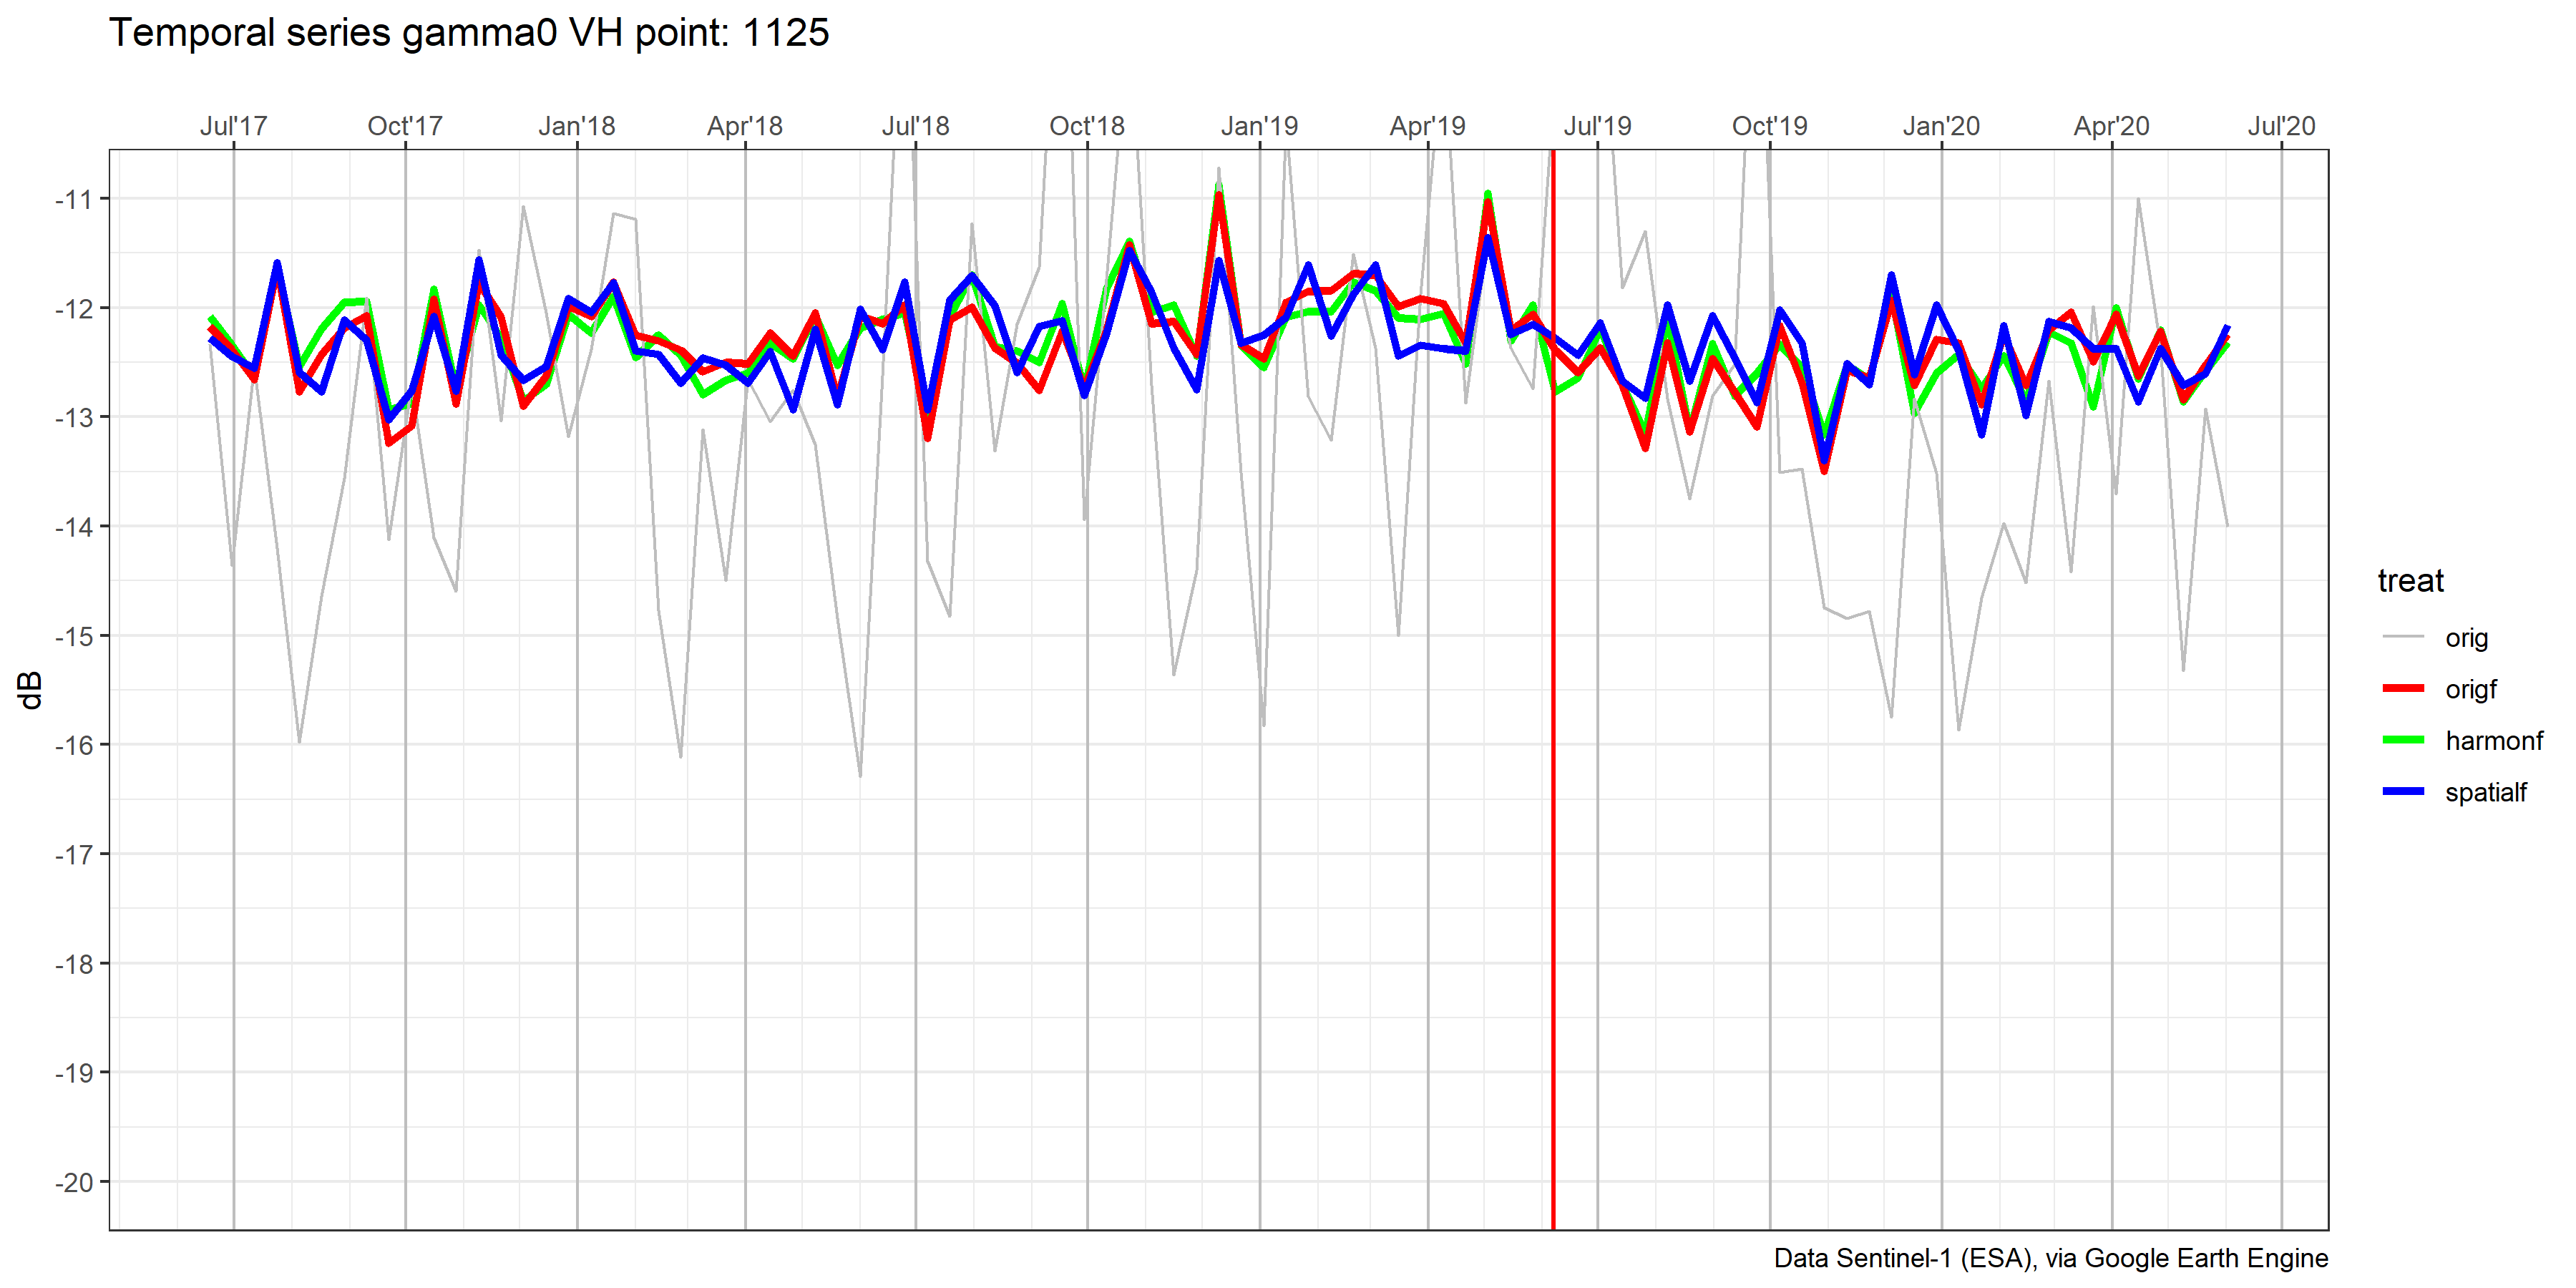 Temporal series gamma0 VH point: 1125
Jul'17 Oct'17 Jan'18 Apr'18 Jul'18 Oct'18 Jan'19 Apr'19 Jul'19 Oct'19 Jan'20 Apr'20 Jul'20
-11
-12
-13
-14
-15
-16
-17
-18
-19
-20
dB
treat
orig
origf
harmonf
spatialf
Data Sentinel-1 (ESA), via Google Earth Engine